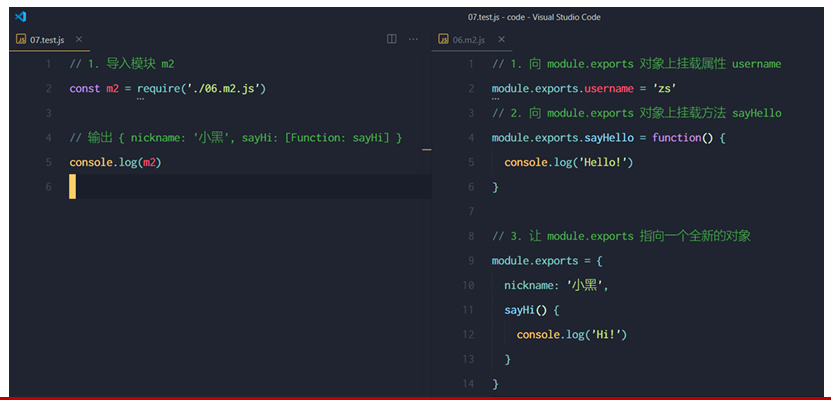 07.test.js - code - Visual Studio Code
07.test.js
1 // 1. 导入模块 m2
2 const m2 = require('./06.m2.js')
3
4 // 输出 { nickname: '小黑', sayHi: [Function: sayHi] }
5 console.log(m2)
6
06.m2.js
1 // 1. 向 module.exports 对象上挂载属性 username
2 module.exports.username = 'zs'
3 // 2. 向 module.exports 对象上挂载方法 sayHello
4 module.exports.sayHello = function() {
5 console.log('Hello!')
6 }
7
8 // 3. 让 module.exports 指向一个全新的对象
9 module.exports = {
10 nickname: '小黑',
11 sayHi() {
12 console.log('Hi!')
13 }
14 }